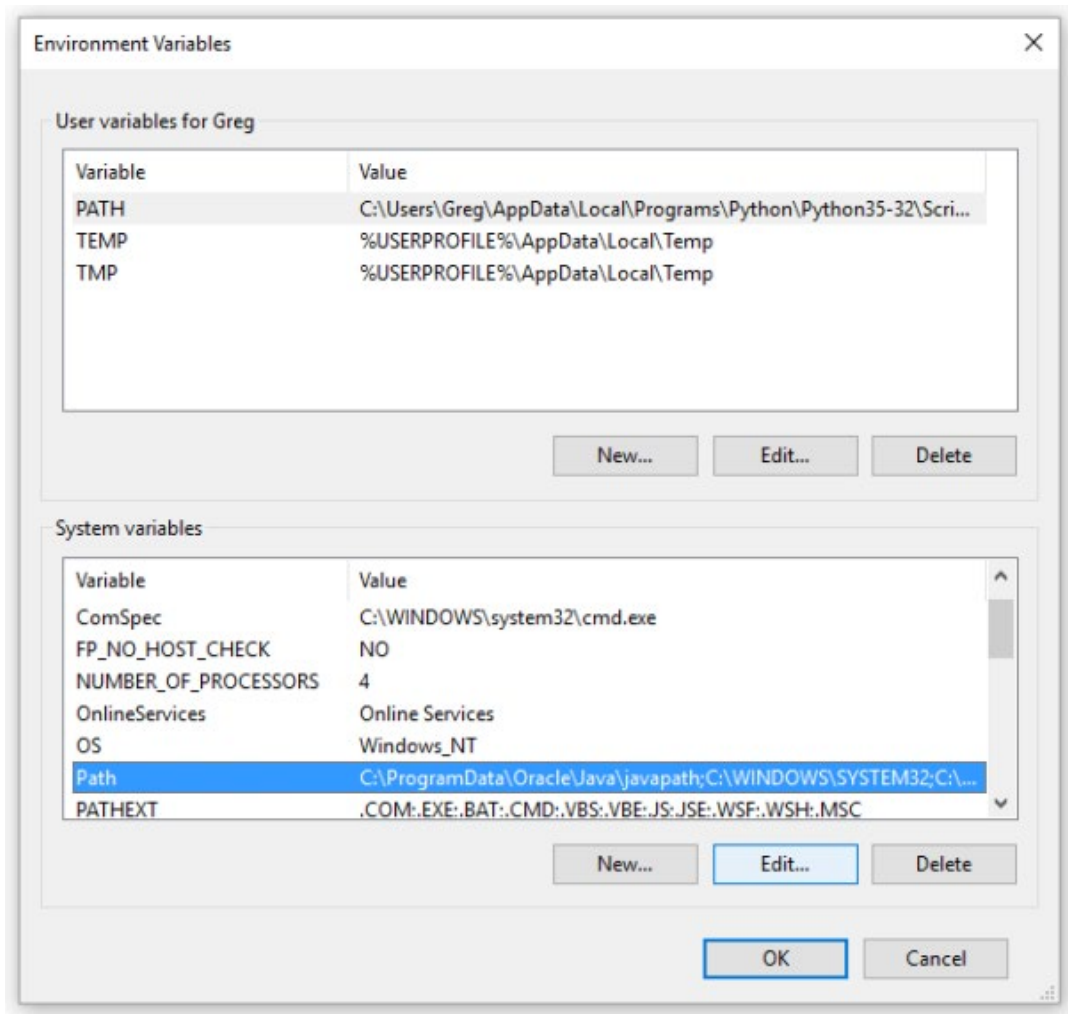 Environment Variables
User variables for Greg
Variable Value
PATH C:\Users\Greg\AppData\Local\Programs\Python\Python35-32\Scri...
TEMP %USERPROFILE%\AppData\Local\Temp
TMP %USERPROFILE%\AppData\Local\Temp
New... Edit... Delete
System variables
Variable Value
ComSpec C:\WINDOWS\system32\cmd.exe
FP_NO_HOST_CHECK NO
NUMBER_OF_PROCESSORS 4
OnlineServices Online Services
OS Windows_NT
Path C:\ProgramData\Oracle\Java\javapath;C:\WINDOWS\SYSTEM32;C:\...
PATHEXT .COM;.EXE;.BAT;.CMD;.VBS;.VBE;.JS;.JSE;.WSF;.WSH;.MSC
New... Edit... Delete
OK Cancel